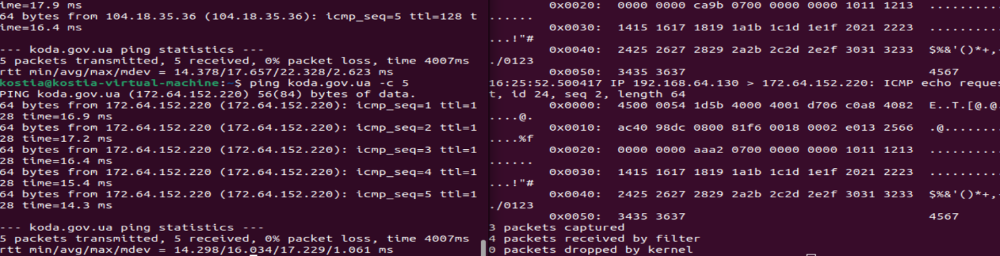 ime=17.9 ms
64 bytes from 104.18.35.36 (104.18.35.36): icmp_seq=5 ttl=128 t
ime=16.4 ms
--- koda.gov.ua ping statistics ---
5 packets transmitted, 5 received, 0% packet loss, time 4007ms
rtt min/avg/max/mdev = 14.378/17.657/22.328/2.623 ms
kostia@kostia-virtual-machine:~$ ping koda.gov.ua -c 5
PING koda.gov.ua (172.64.152.220) 56(84) bytes of data.
64 bytes from 172.64.152.220 (172.64.152.220): icmp_seq=1 ttl=1
28 time=16.9 ms
64 bytes from 172.64.152.220 (172.64.152.220): icmp_seq=2 ttl=1
28 time=17.2 ms
64 bytes from 172.64.152.220 (172.64.152.220): icmp_seq=3 ttl=1
28 time=16.4 ms
64 bytes from 172.64.152.220 (172.64.152.220): icmp_seq=4 ttl=1
28 time=15.4 ms
64 bytes from 172.64.152.220 (172.64.152.220): icmp_seq=5 ttl=1
28 time=14.3 ms
--- koda.gov.ua ping statistics ---
5 packets transmitted, 5 received, 0% packet loss, time 4007ms
rtt min/avg/max/mdev = 14.298/16.034/17.229/1.061 ms
0x0020: 0000 0000 ca9b 0700 0000 0000 1011 1213 ..........
......
0x0030: 1415 1617 1819 1a1b 1c1d 1e1f 2021 2223 ..........
...!"#
0x0040: 2425 2627 2829 2a2b 2c2d 2e2f 3031 3233 $%&'()*+,-
./0123
0x0050: 3435 3637 4567
16:25:52.500417 IP 192.168.64.130 > 172.64.152.220: ICMP echo reques
t, id 24, seq 2, length 64
0x0000: 4500 0054 1d5b 4000 4001 d706 c0a8 4082 E..T.[@.@.
....@.
0x0010: ac40 98dc 0800 81f6 0018 0002 e013 2566 .@........
....%f
0x0020: 0000 0000 aaa2 0700 0000 0000 1011 1213 ..........
......
0x0030: 1415 1617 1819 1a1b 1c1d 1e1f 2021 2223 ..........
...!"#
0x0040: 2425 2627 2829 2a2b 2c2d 2e2f 3031 3233 $%&'()*+,-
./0123
0x0050: 3435 3637 4567
3 packets captured
4 packets received by filter
0 packets dropped by kernel